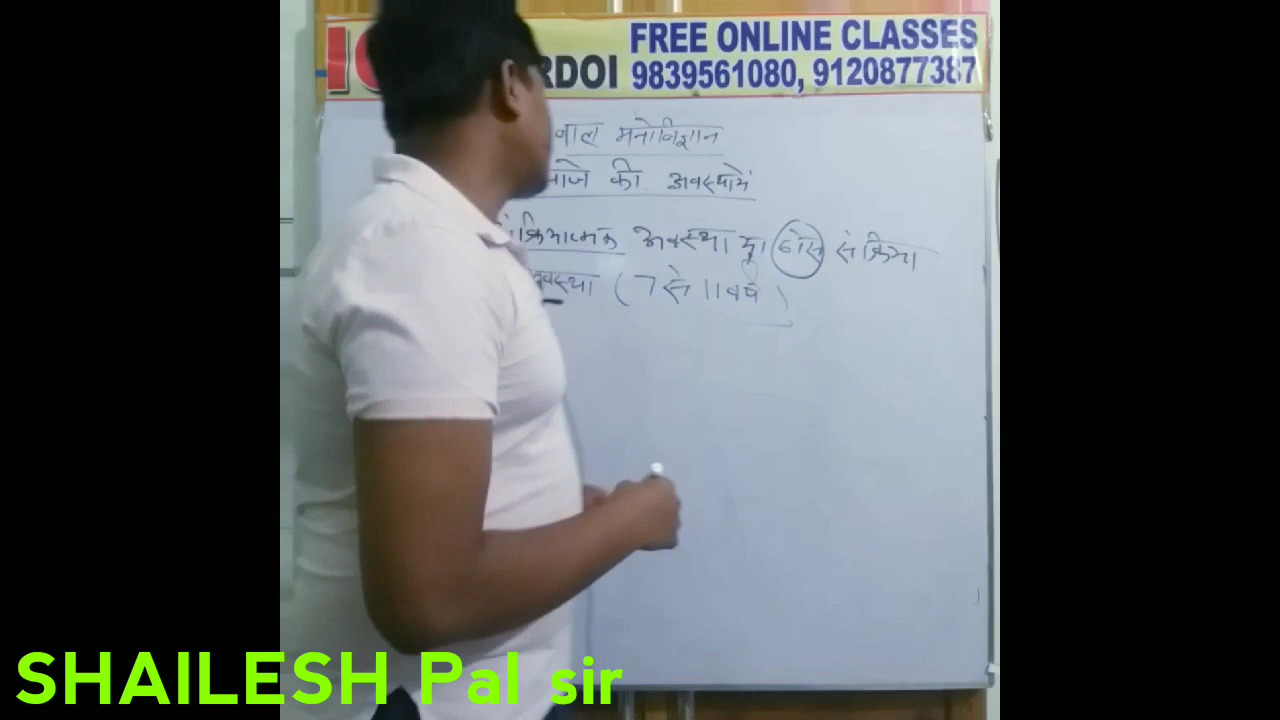 FREE ONLINE CLASSES
RDOI 9839561080, 9120877387
बाल मनोविज्ञान
की अवस्थायें
अवस्था या ठोस संक्रिया
(7 से 11 वर्ष)
SHAILESH Pal sir